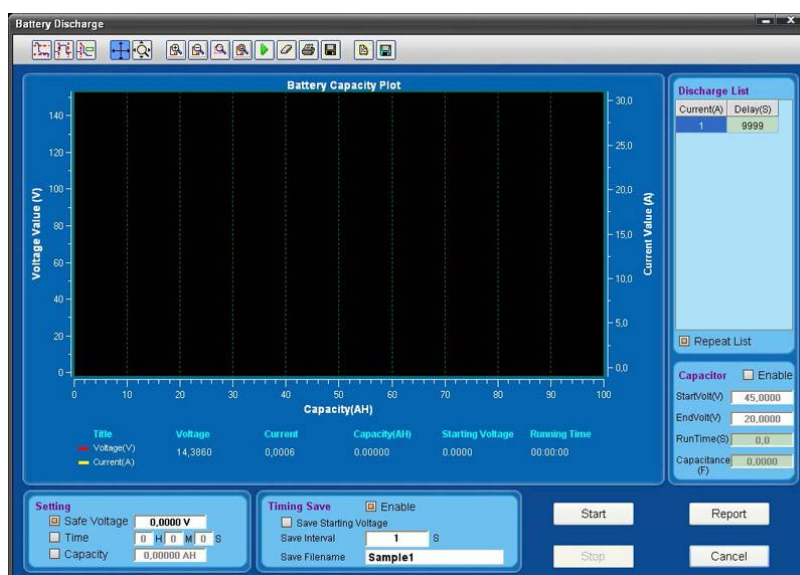 Battery Discharge
Battery Capacity Plot
140
120
100
80
60
40
20
0
Voltage Value (V)
30,0
25,0
20,0
15,0
10,0
5,0
0,0
Current Value (A)
0 10 20 30 40 50 60 70 80 90 100
Capacity(AH)
Title Voltage Current Capacity(AH) Starting Voltage Running Time
Voltage(V) 14,3860 0,0006 0.00000 0.0000 00:00:00
Current(A)
Discharge List
Current(A) Delay(S)
1 9999
Repeat List
Capacitor Enable
StartVolt(V) 45,0000
EndVolt(V) 20,0000
RunTime(S) 0,0
Capacitance (F) 0,0000
Setting
Safe Voltage 0,0000 V
Time 0 H 0 M 0 S
Capacity 0,00000 AH
Timing Save Enable
Save Starting Voltage
Save Interval 1 S
Save Filename Sample1
Start
Report
Stop
Cancel